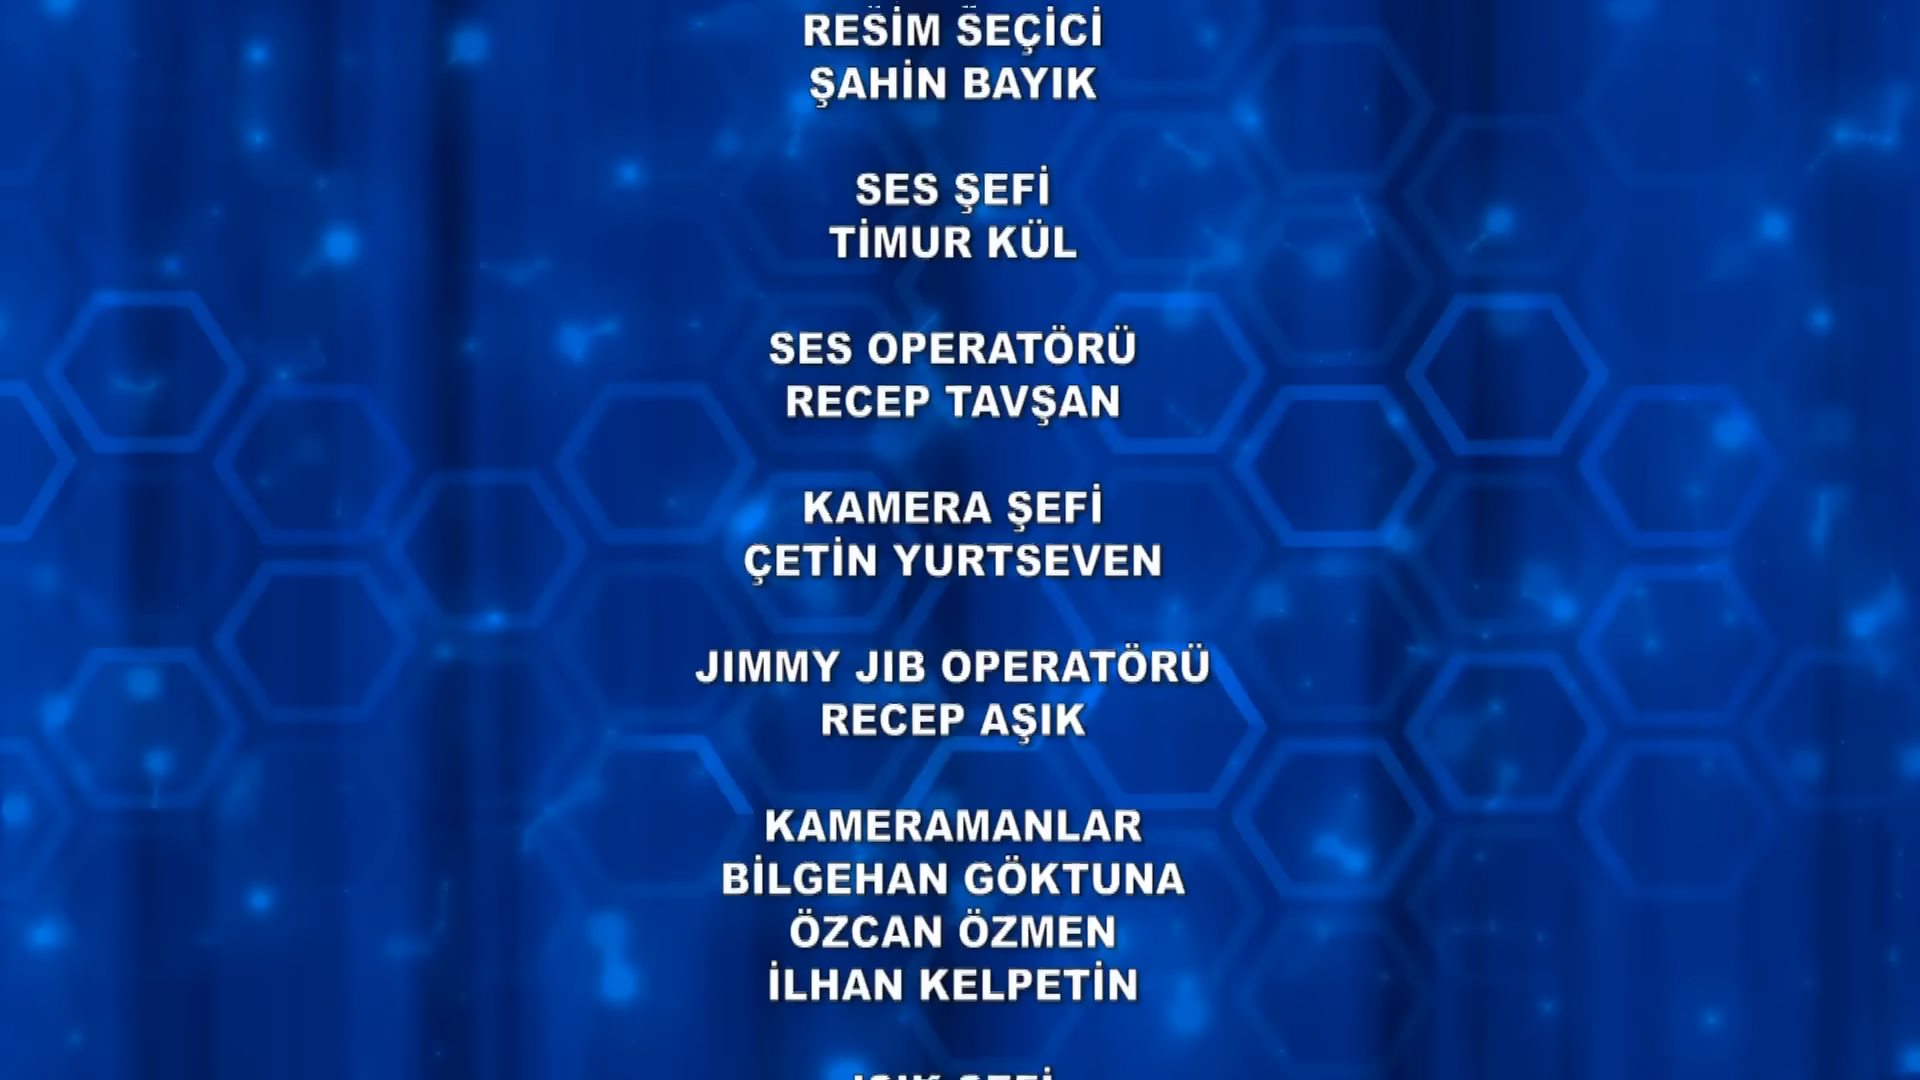 RESİM SEÇİCİ
ŞAHİN BAYIK
SES ŞEFİ
TİMUR KÜL
SES OPERATÖRÜ
RECEP TAVŞAN
KAMERA ŞEFİ
ÇETİN YURTSEVEN
JIMMY JIB OPERATÖRÜ
RECEP AŞIK
KAMERAMANLAR
BİLGEHAN GÖKTUNA
ÖZCAN ÖZMEN
İLHAN KELPETİN